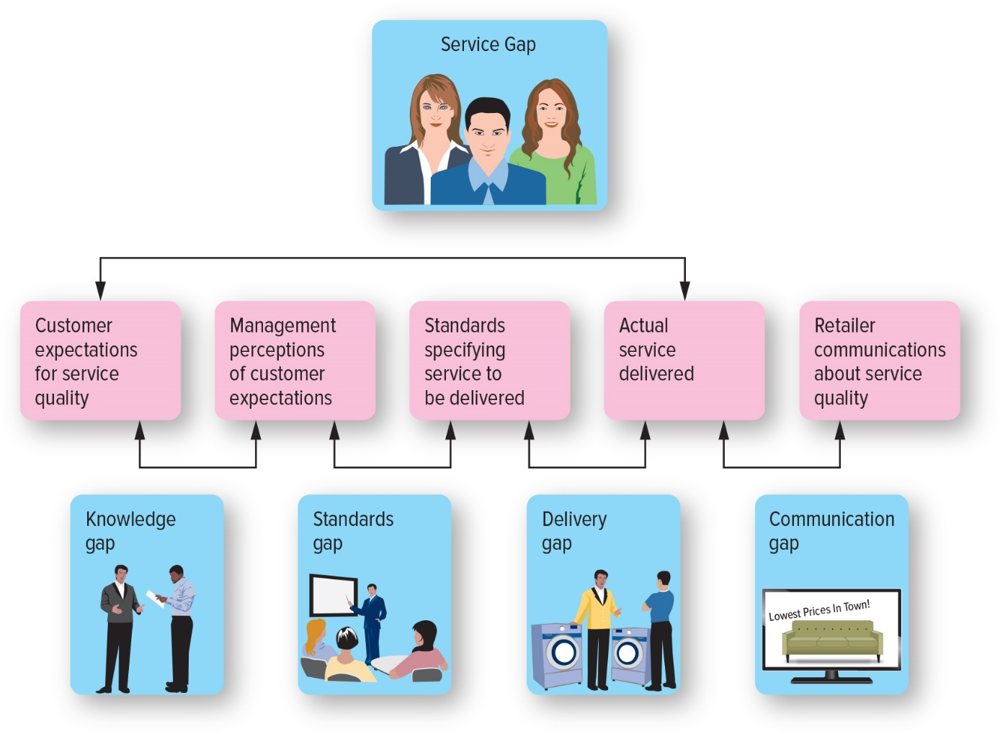 Service Gap
Customer
expectations
for service
quality
Management
perceptions
of customer
expectations
Standards
specifying
service to
be delivered
Actual
service
delivered
Retailer
communications
about service
quality
Knowledge
gap
Standards
gap
Delivery
gap
Communication
gap
Lowest Prices In Town!